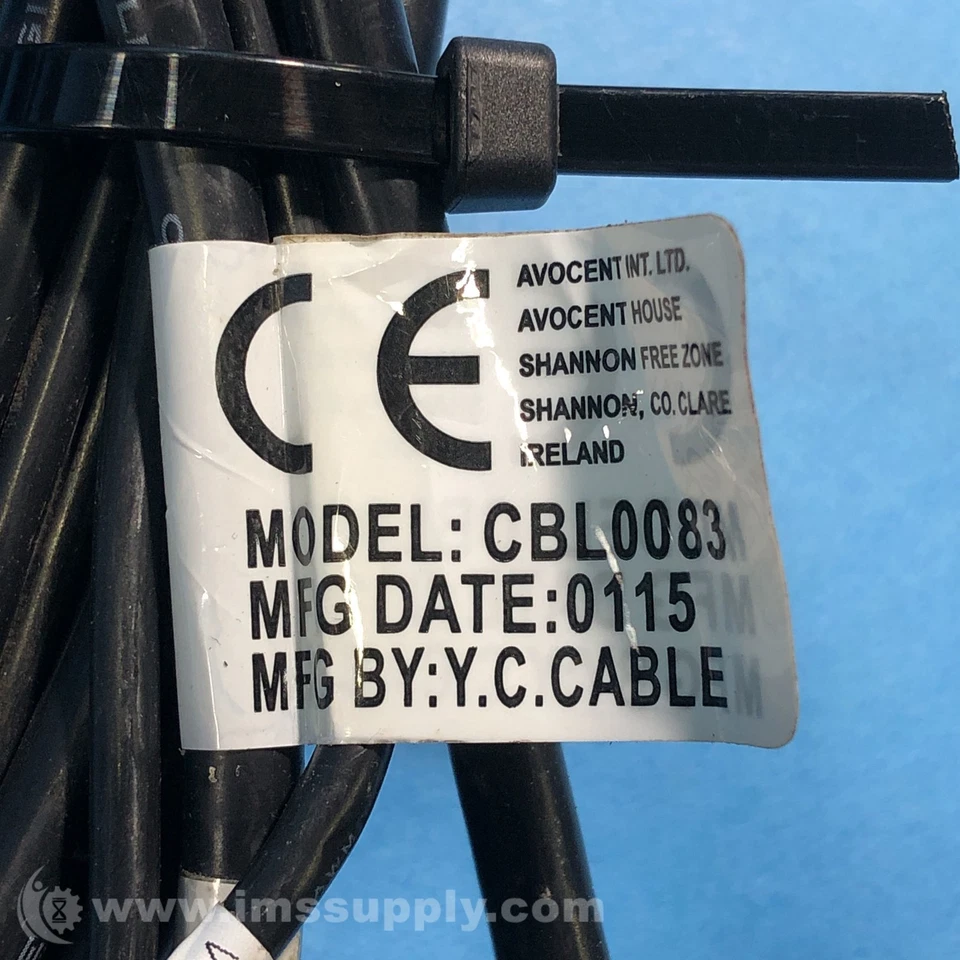 CE
AVOCENT INT. LTD.
AVOCENT HOUSE
SHANNON FREE ZONE
SHANNON, CO. CLARE
IRELAND
MODEL: CBL0083
MFG DATE:0115
MFG BY:Y.C.CABLE
www.imssupply.com